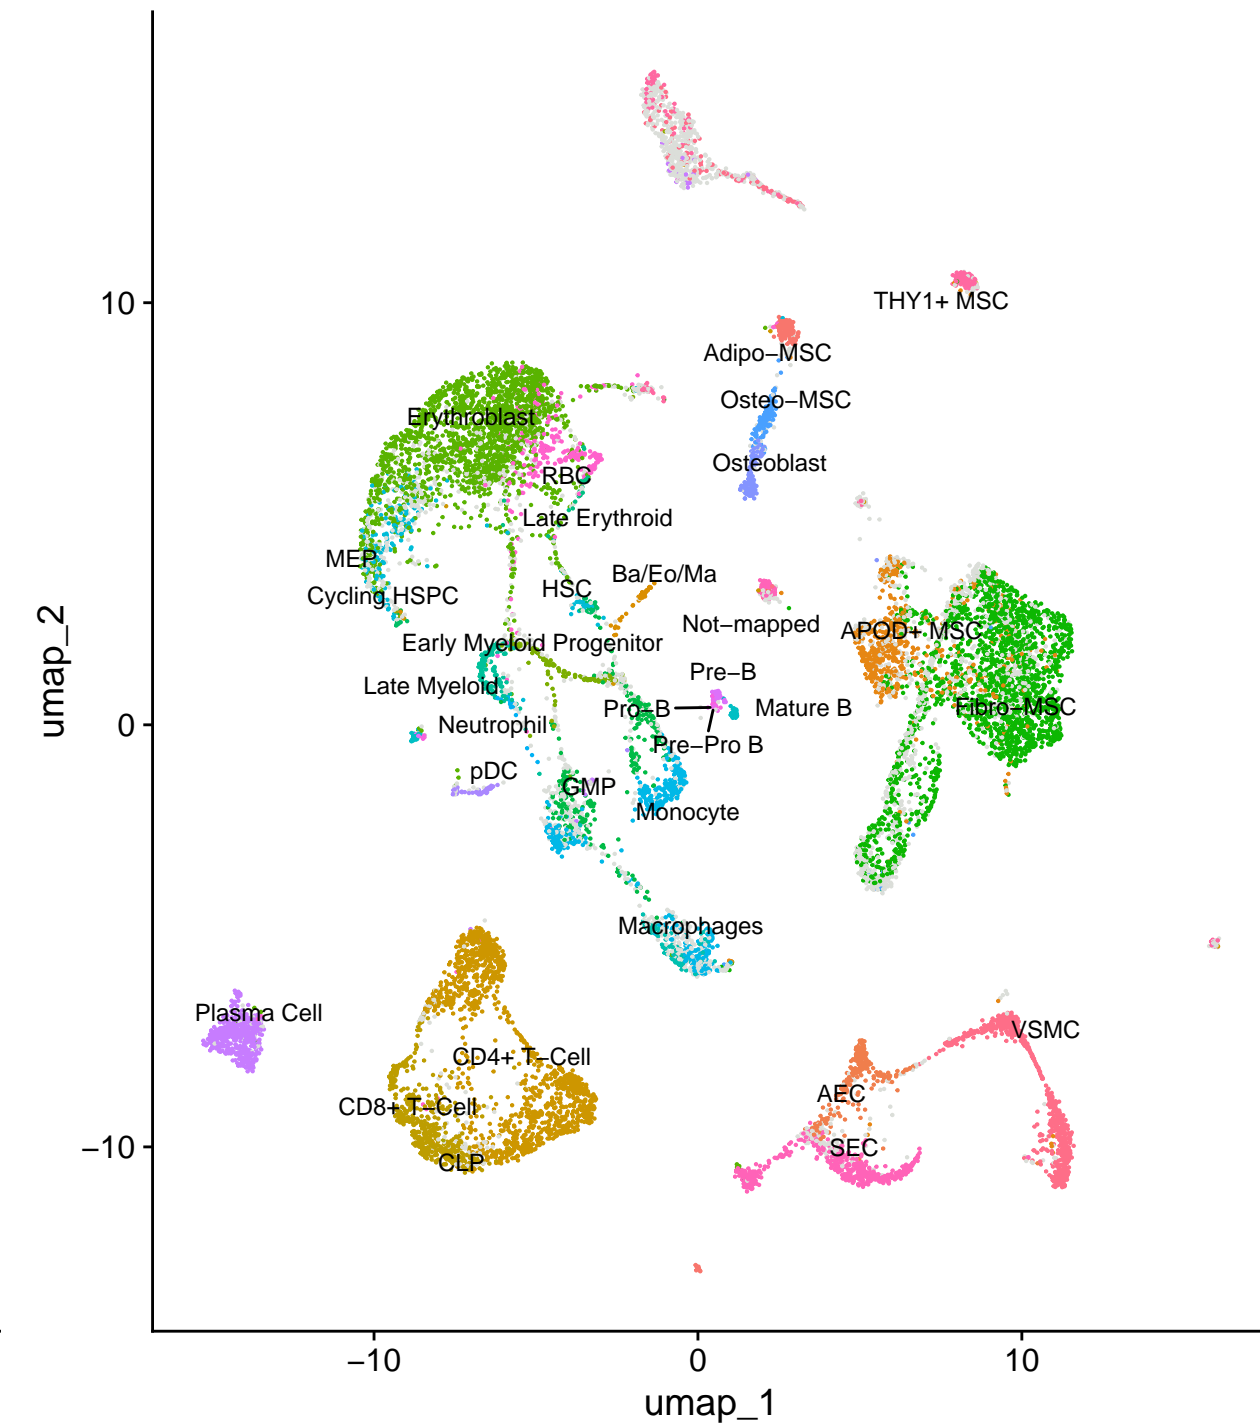 THY1+ MSC
10
Adipo−MSC
Osteo−MSC
Erythroblast
Osteoblast
RBC
Late Erythroid
MEP
Ba/Eo/Ma
HSC
Cycling HSPC
Not−mapped
APOD+ MSC
Early Myeloid Progenitor
Pre−B
Late Myeloid
Pro−B
Mature B
Fibro−MSC
Neutrophil
0
Pre−Pro B
pDC
GMP
Monocyte
Macrophages
Plasma Cell
VSMC
CD4+ T−Cell
AEC
CD8+ T−Cell
−10
SEC
CLP
−10
0
10
umap_1
umap_2